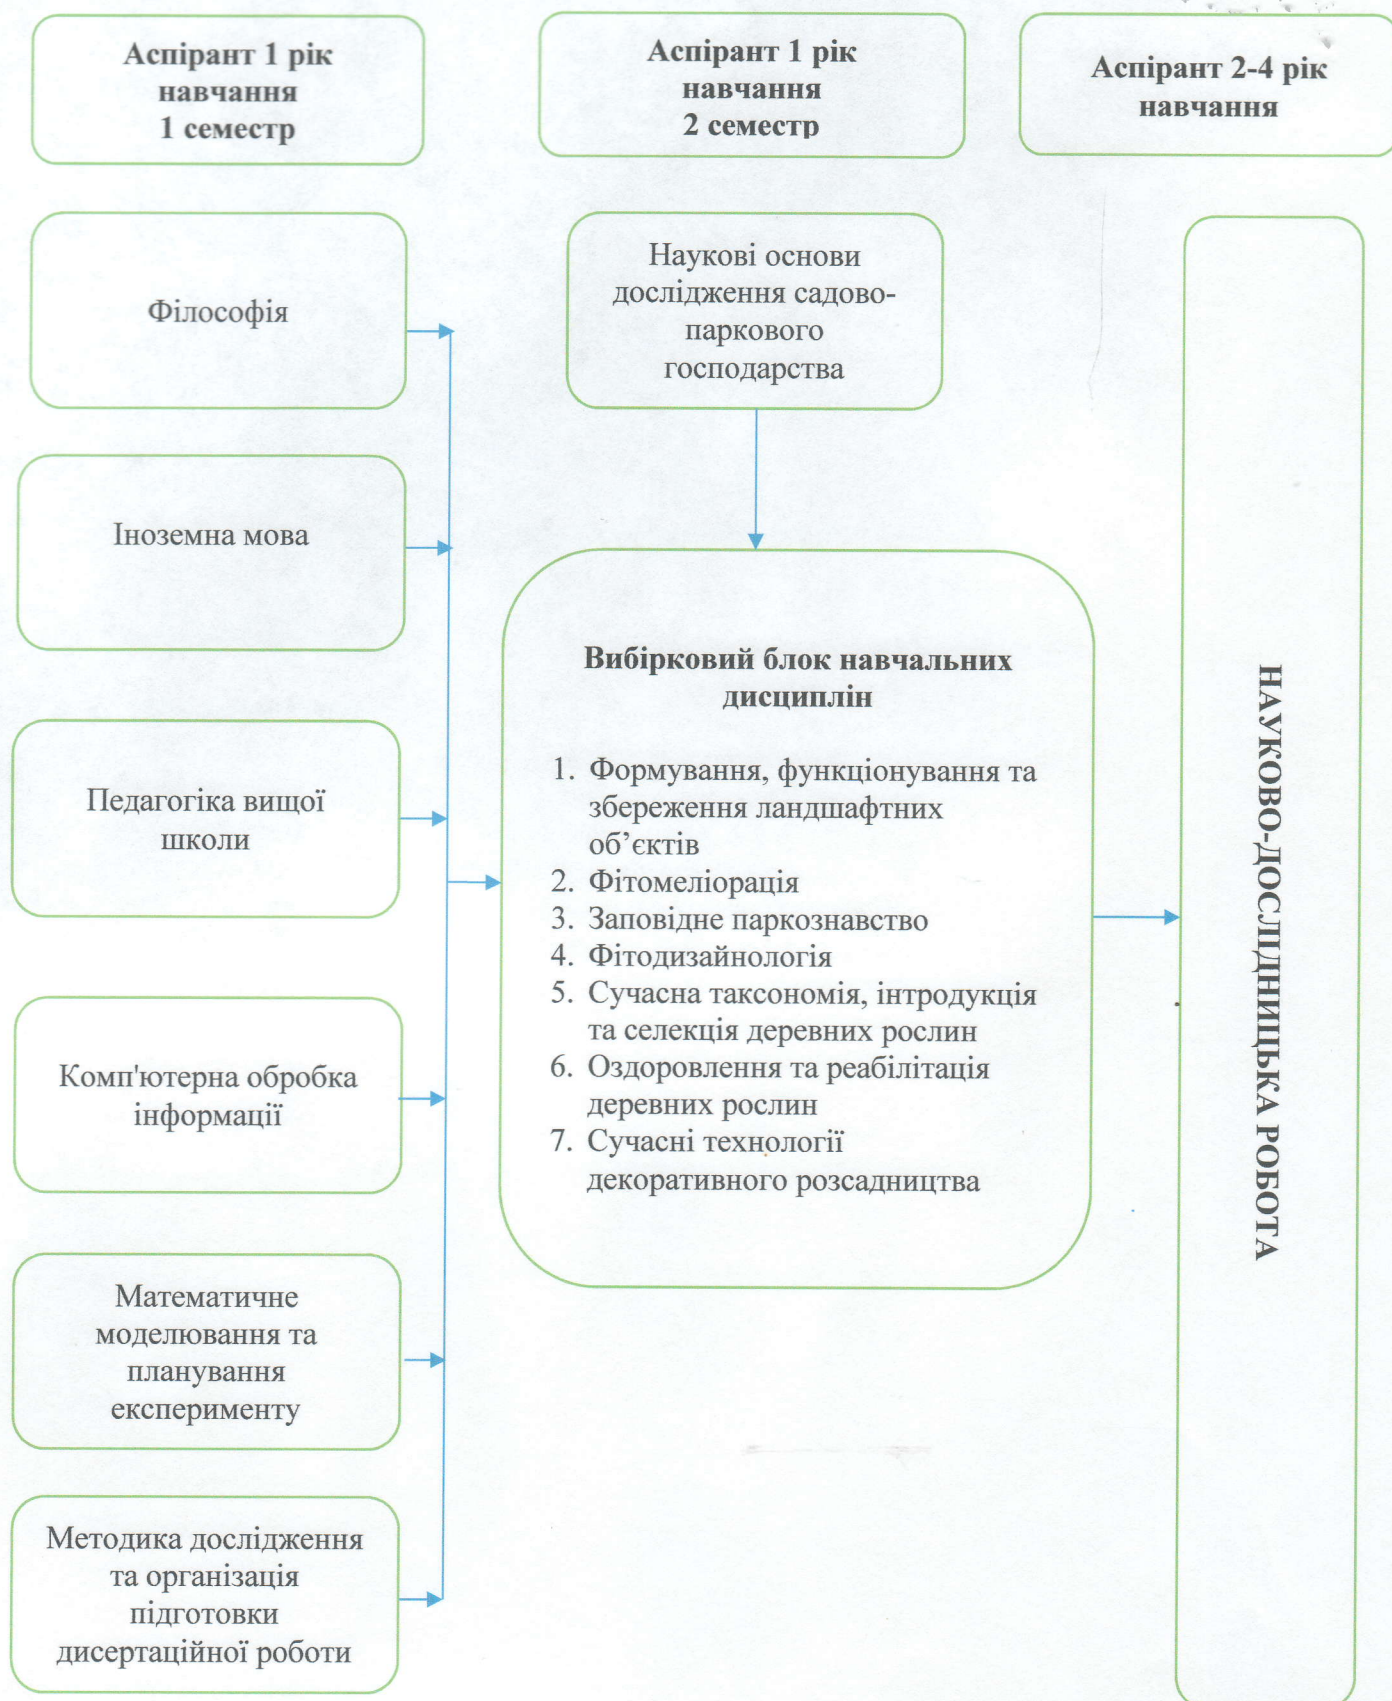 Аспірант 1 рік
навчання
1 семестр
Аспірант 1 рік
навчання
2 семестр
Аспірант 2-4 рік
навчання
Філософія
Іноземна мова
Педагогіка вищої
школи
Комп'ютерна обробка
інформації
Математичне
моделювання та
планування
експерименту
Методика дослідження
та організація
підготовки
дисертаційної роботи
Наукові основи
дослідження садово-
паркового
господарства
Вибірковий блок навчальних
дисциплін
1. Формування, функціонування та
збереження ландшафтних
об’єктів
2. Фітомеліорація
3. Заповідне паркознавство
4. Фітодизайнологія
5. Сучасна таксономія, інтродукція
та селекція деревних рослин
6. Оздоровлення та реабілітація
деревних рослин
7. Сучасні технології
декоративного розсадництва
НАУКОВО-ДОСЛІДНИЦЬКА РОБОТА